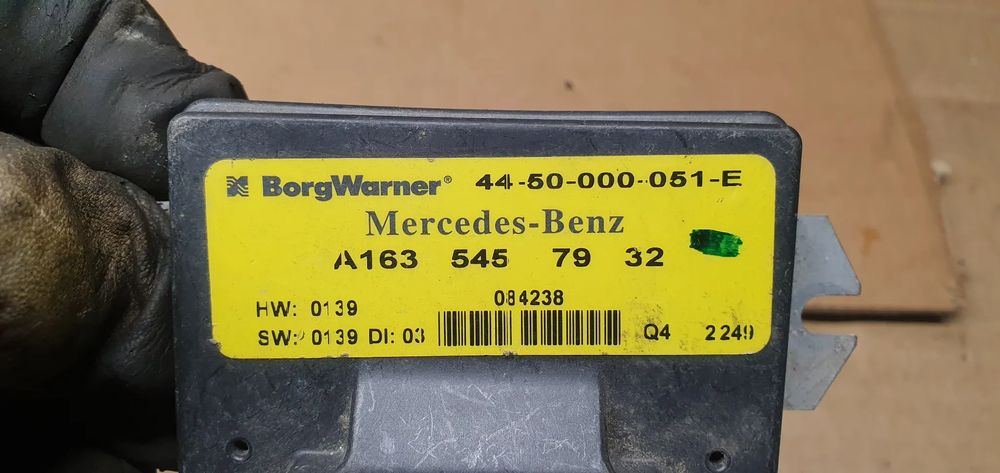 BorgWarner® 44-50-000-051-E
Mercedes-Benz
A163 545 79 32
084238
HW: 0139
SW: 0139 DI: 03 Q4 2249